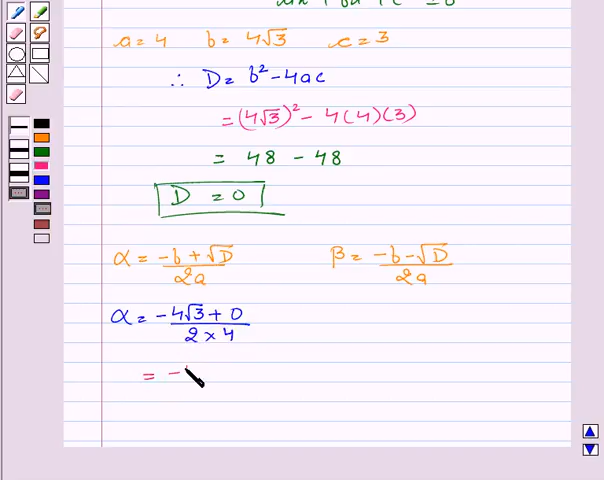 a = 4 b = 4√3 c = 3
∴ D = b² - 4ac
= (4√3)² - 4(4)(3)
= 48 - 48
D = 0
α = -b + √D / 2a β = -b - √D / 2a
α = -4√3 + 0 / 2 × 4
= -